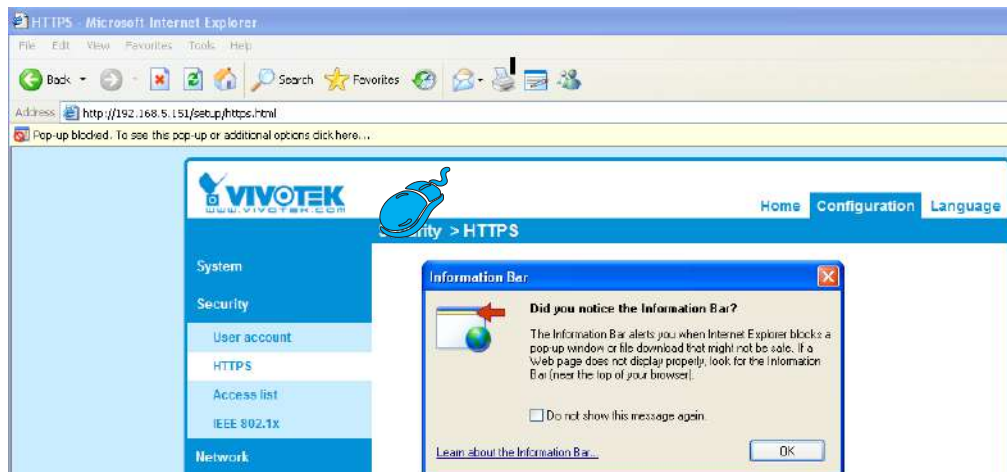 HTTPS - Microsoft Internet Explorer
File Edit View Favorites Tools Help
Back Search Favorites
Address http://192.168.5.151/setup/https.html
Pop-up blocked. To see this pop-up or additional options click here...
VIVOTEK
www.vivotek.com
Home Configuration Language
>HTTPS
System
Security
User account
HTTPS
Access list
IEEE 802.1x
Network
Information Bar
Did you notice the Information Bar?
The Information Bar alerts you when Internet Explorer blocks a
pop-up window or file download that might not be safe. If a
Web page does not display properly, look for the Information
Bar (near the top of your browser).
Do not show this message again.
Learn about the Information Bar...
OK